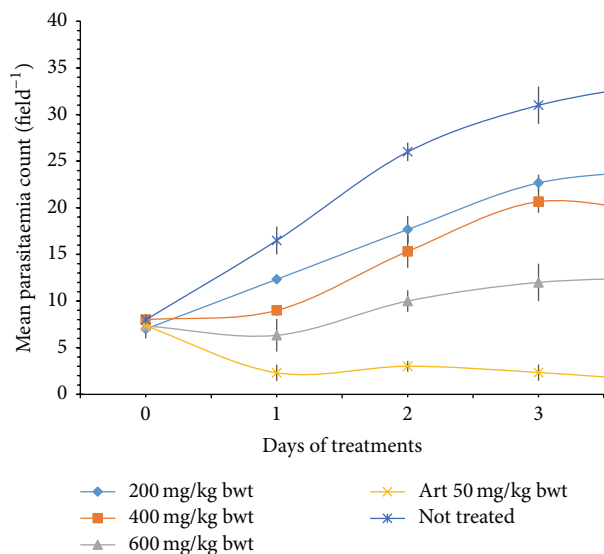 Mean parasitaemia count (field⁻¹)
40
35
30
25
20
15
10
5
0
0 1 2 3
Days of treatments
200 mg/kg bwt
400 mg/kg bwt
600 mg/kg bwt
Art 50 mg/kg bwt
Not treated